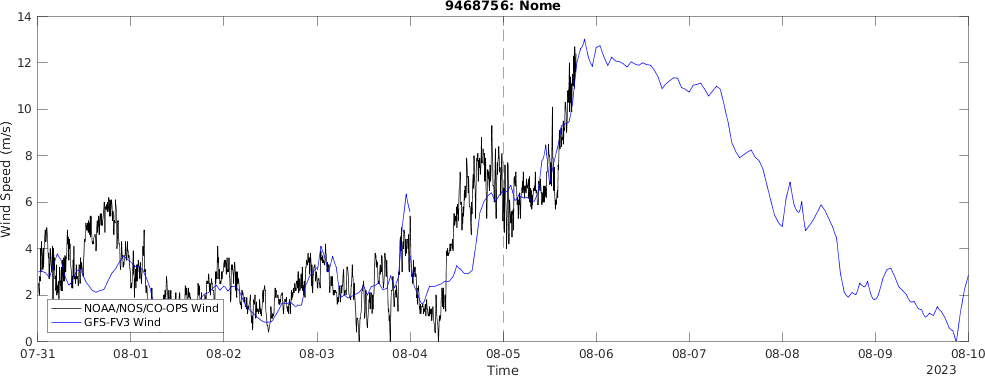 9468756: Nome
Wind Speed (m/s)
14
12
10
8
6
4
2
0
NOAA/NOS/CO-OPS Wind
GFS-FV3 Wind
07-31 08-01 08-02 08-03 08-04 08-05 08-06 08-07 08-08 08-09 08-10
Time
2023